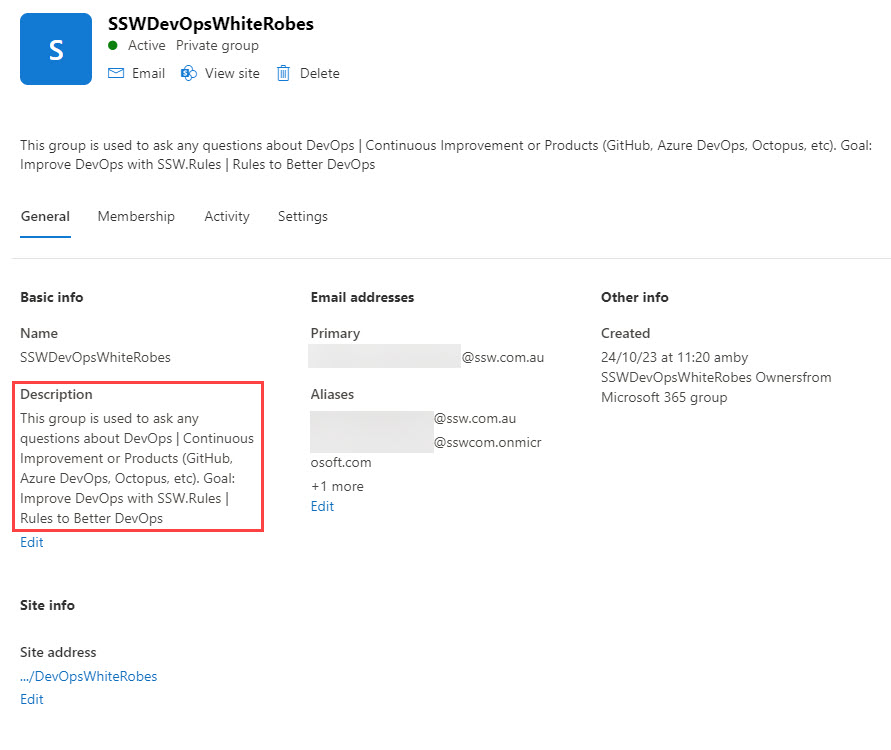 S
SSWDevOpsWhiteRobes
Active Private group
Email View site Delete
This group is used to ask any questions about DevOps | Continuous Improvement or Products (GitHub, Azure DevOps, Octopus, etc). Goal:
Improve DevOps with SSW.Rules | Rules to Better DevOps
General Membership Activity Settings
Basic info
Name
SSWDevOpsWhiteRobes
Description
This group is used to ask any
questions about DevOps | Continuous
Improvement or Products (GitHub,
Azure DevOps, Octopus, etc). Goal:
Improve DevOps with SSW.Rules |
Rules to Better DevOps
Edit
Email addresses
Primary
@ssw.com.au
Aliases
@ssw.com.au
@sswcom.onmicr
osoft.com
+1 more
Edit
Other info
Created
24/10/23 at 11:20 amby
SSWDevOpsWhiteRobes Ownersfrom
Microsoft 365 group
Site info
Site address
.../DevOpsWhiteRobes
Edit